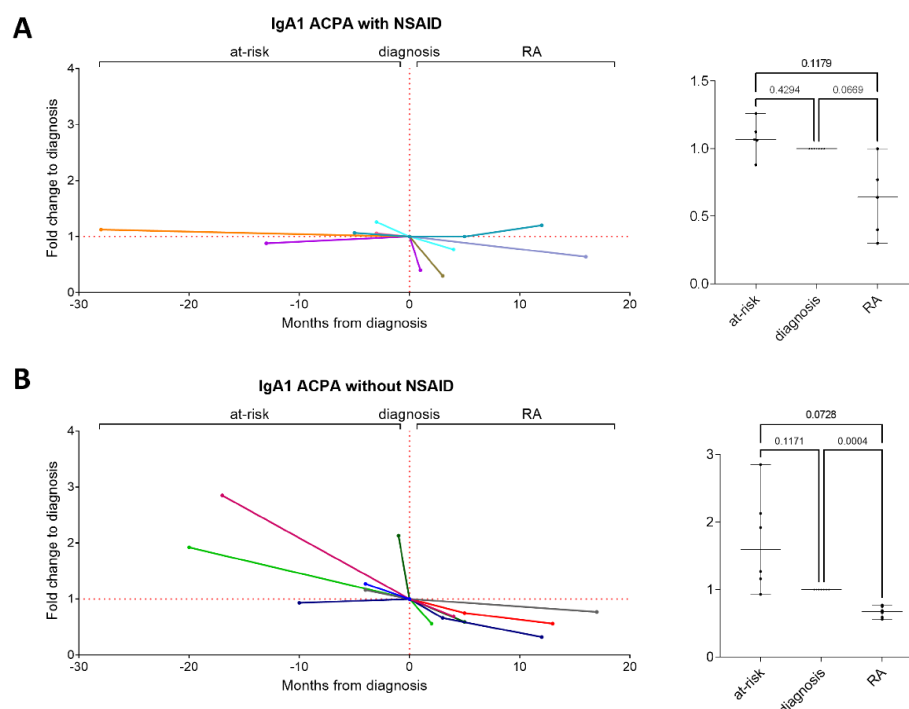 A
IgA1 ACPA with NSAID
at-risk diagnosis RA
4
3
2
1
0
-30 -20 -10 0 10 20
Fold change to diagnosis
Months from diagnosis
0.1179
0.4294 0.0669
1.5
1.0
0.5
0.0
at-risk diagnosis RA
B
IgA1 ACPA without NSAID
at-risk diagnosis RA
4
3
2
1
0
-30 -20 -10 0 10 20
Fold change to diagnosis
Months from diagnosis
0.0728
0.1171 0.0004
3
2
1
0
at-risk diagnosis RA